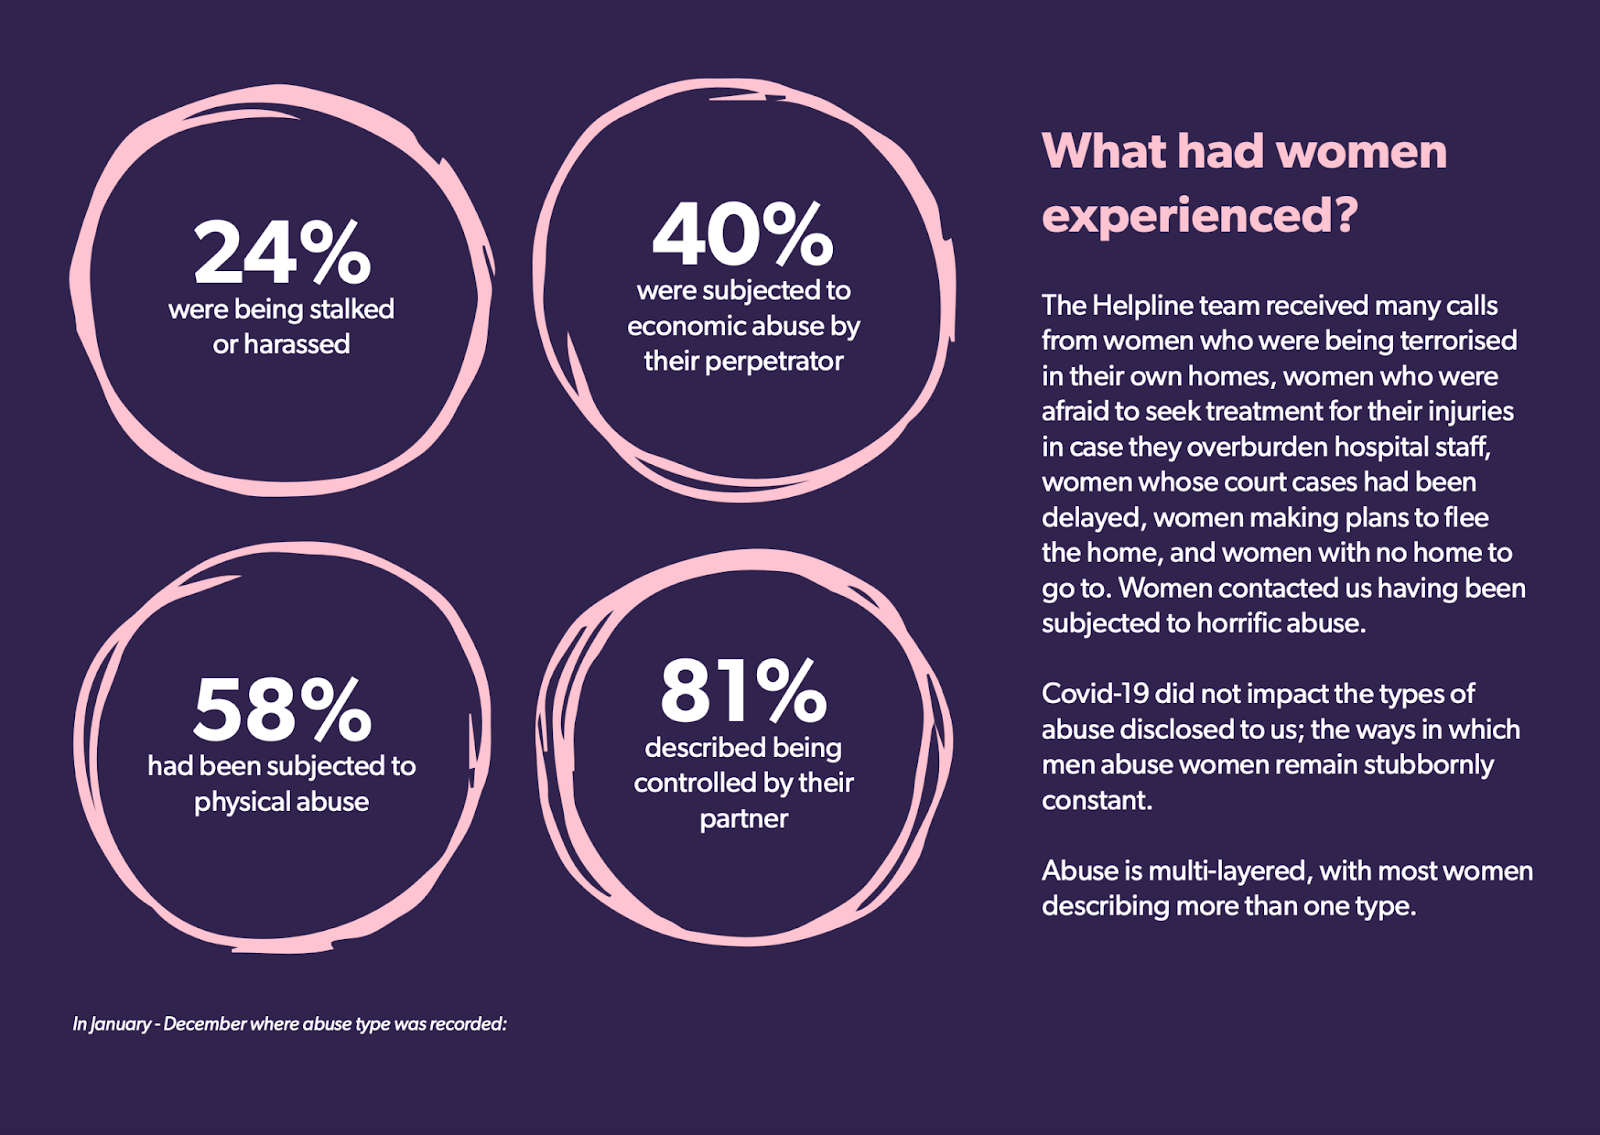 24%
were being stalked
or harassed
40%
were subjected to
economic abuse by
their perpetrator
58%
had been subjected to
physical abuse
81%
described being
controlled by their
partner
In January - December where abuse type was recorded:
What had women
experienced?
The Helpline team received many calls
from women who were being terrorised
in their own homes, women who were
afraid to seek treatment for their injuries
in case they overburden hospital staff,
women whose court cases had been
delayed, women making plans to flee
the home, and women with no home to
go to. Women contacted us having been
subjected to horrific abuse.
Covid-19 did not impact the types of
abuse disclosed to us; the ways in which
men abuse women remain stubbornly
constant.
Abuse is multi-layered, with most women
describing more than one type.